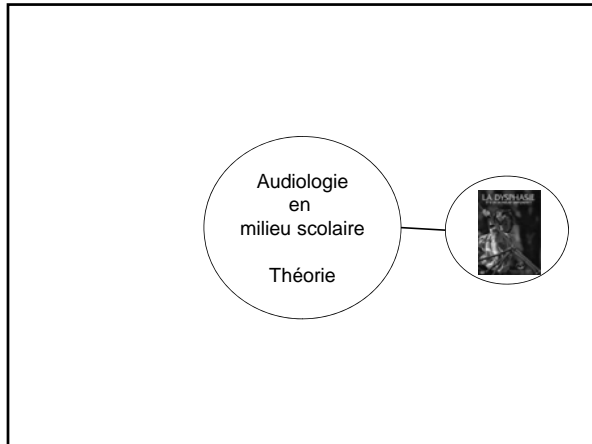 Audiologie
en
milieu scolaire
Théorie
LA DYSPHASIE